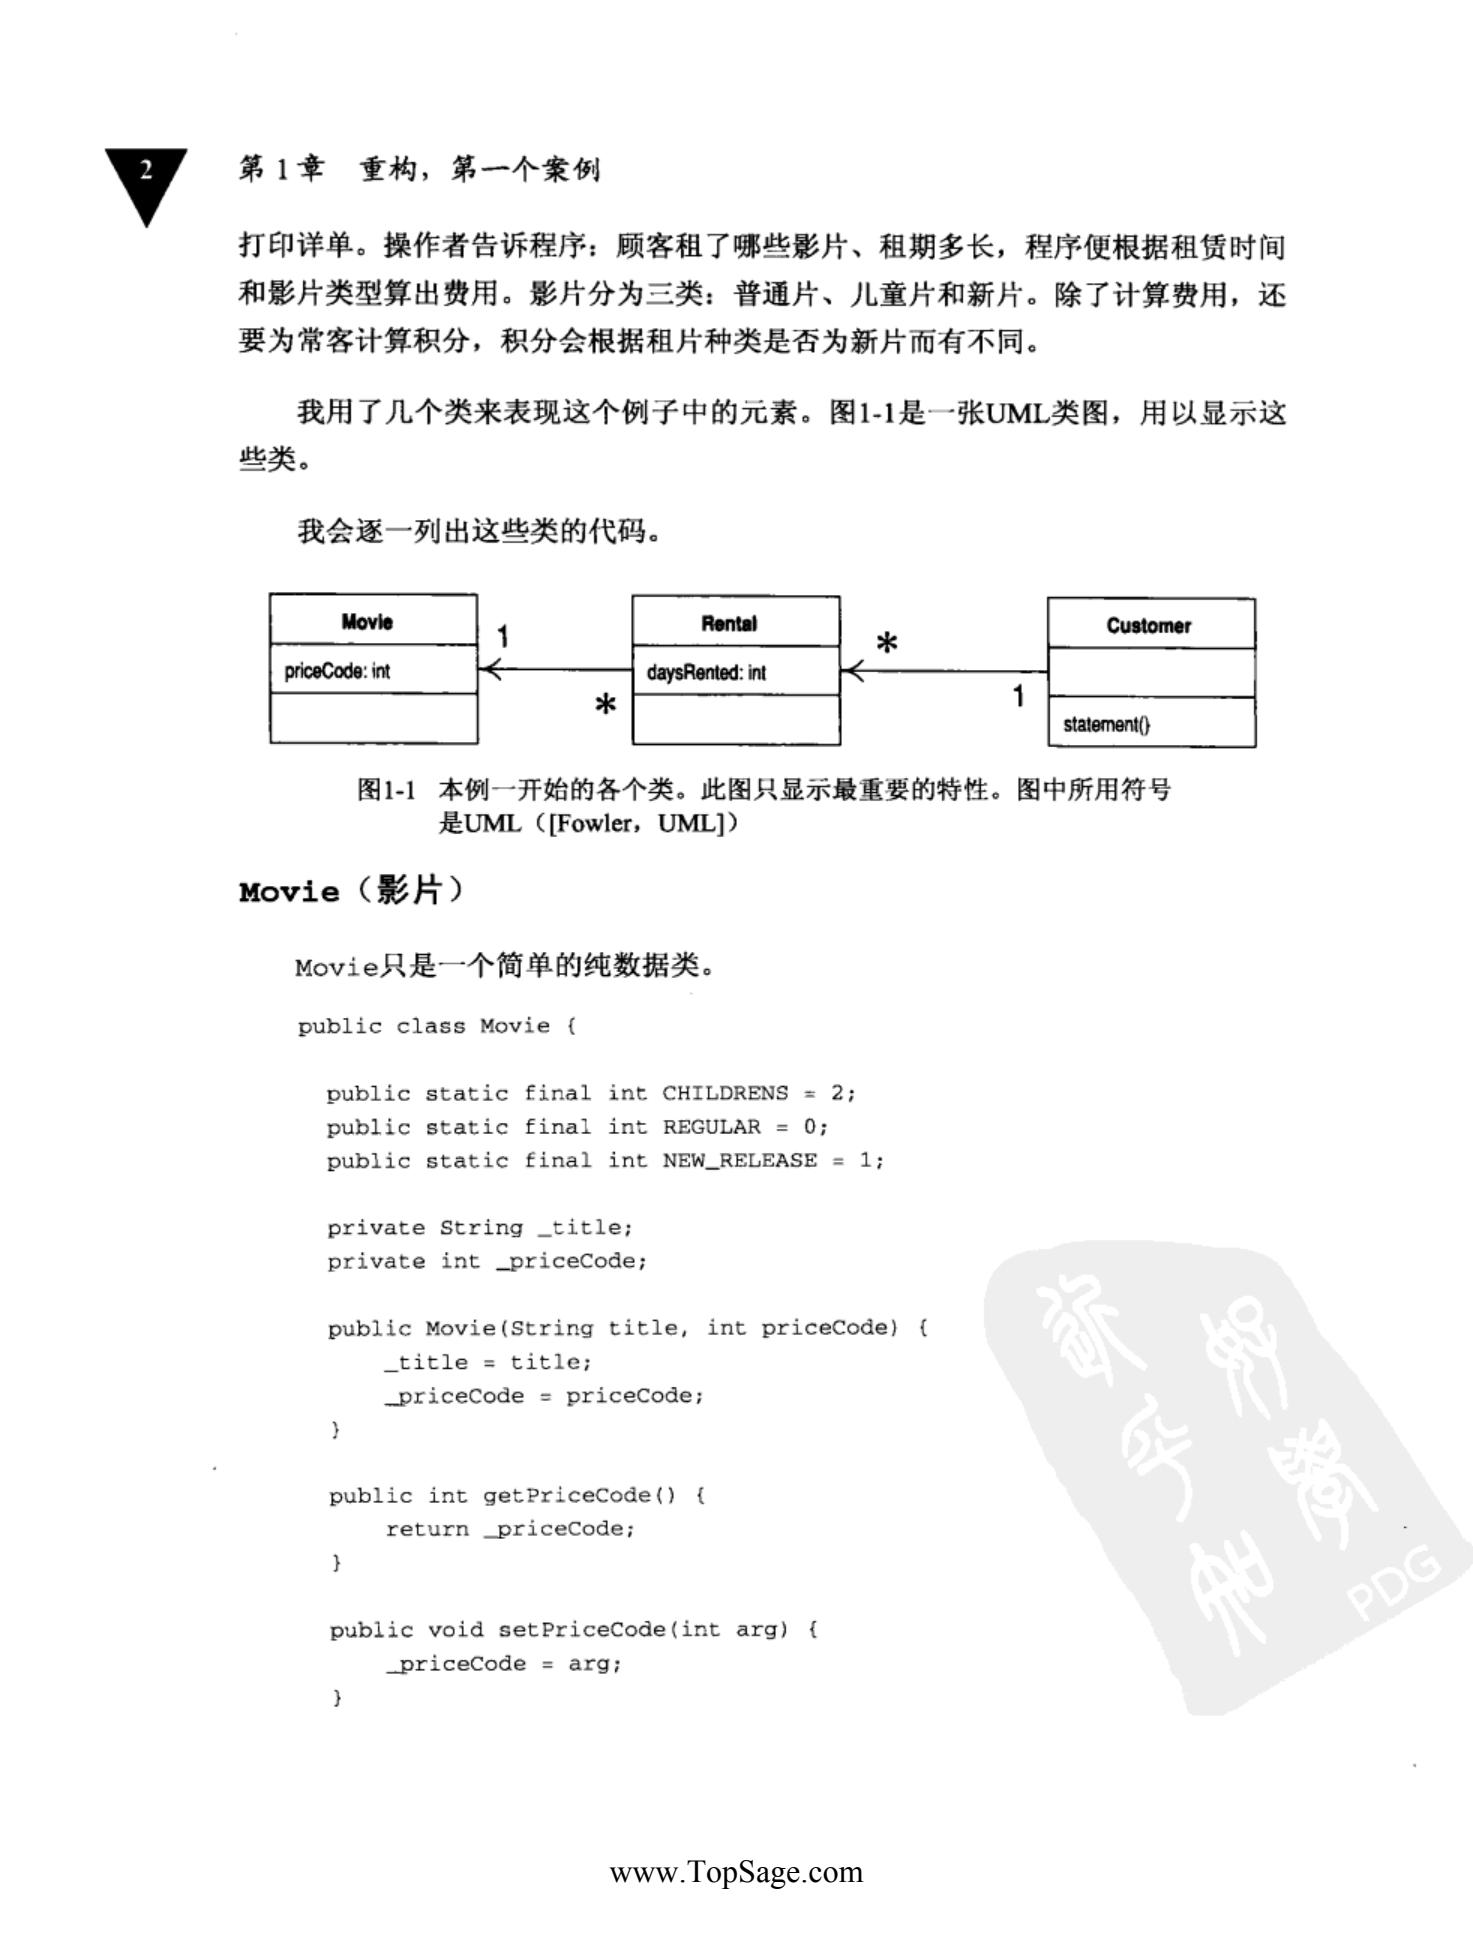 2
第 1 章 重构，第一个案例
打印详单。操作者告诉程序：顾客租了哪些影片、租期多长，程序便根据租赁时间
和影片类型算出费用。影片分为三类：普通片、儿童片和新片。除了计算费用，还
要为常客计算积分，积分会根据租片种类是否为新片而有不同。
我用了几个类来表现这个例子中的元素。图1-1是一张UML类图，用以显示这
些类。
我会逐一列出这些类的代码。
Movie
priceCode: int
1
*
Rental
daysRented: int
*
1
Customer
statement()
图1-1 本例一开始的各个类。此图只显示最重要的特性。图中所用符号
是UML（[Fowler，UML]）
Movie（影片）
Movie只是一个简单的纯数据类。
public class Movie {
public static final int CHILDRENS = 2;
public static final int REGULAR = 0;
public static final int NEW_RELEASE = 1;
private String _title;
private int _priceCode;
public Movie(String title, int priceCode) {
_title = title;
_priceCode = priceCode;
}
public int getPriceCode() {
return _priceCode;
}
public void setPriceCode(int arg) {
_priceCode = arg;
}
PDG
www.TopSage.com